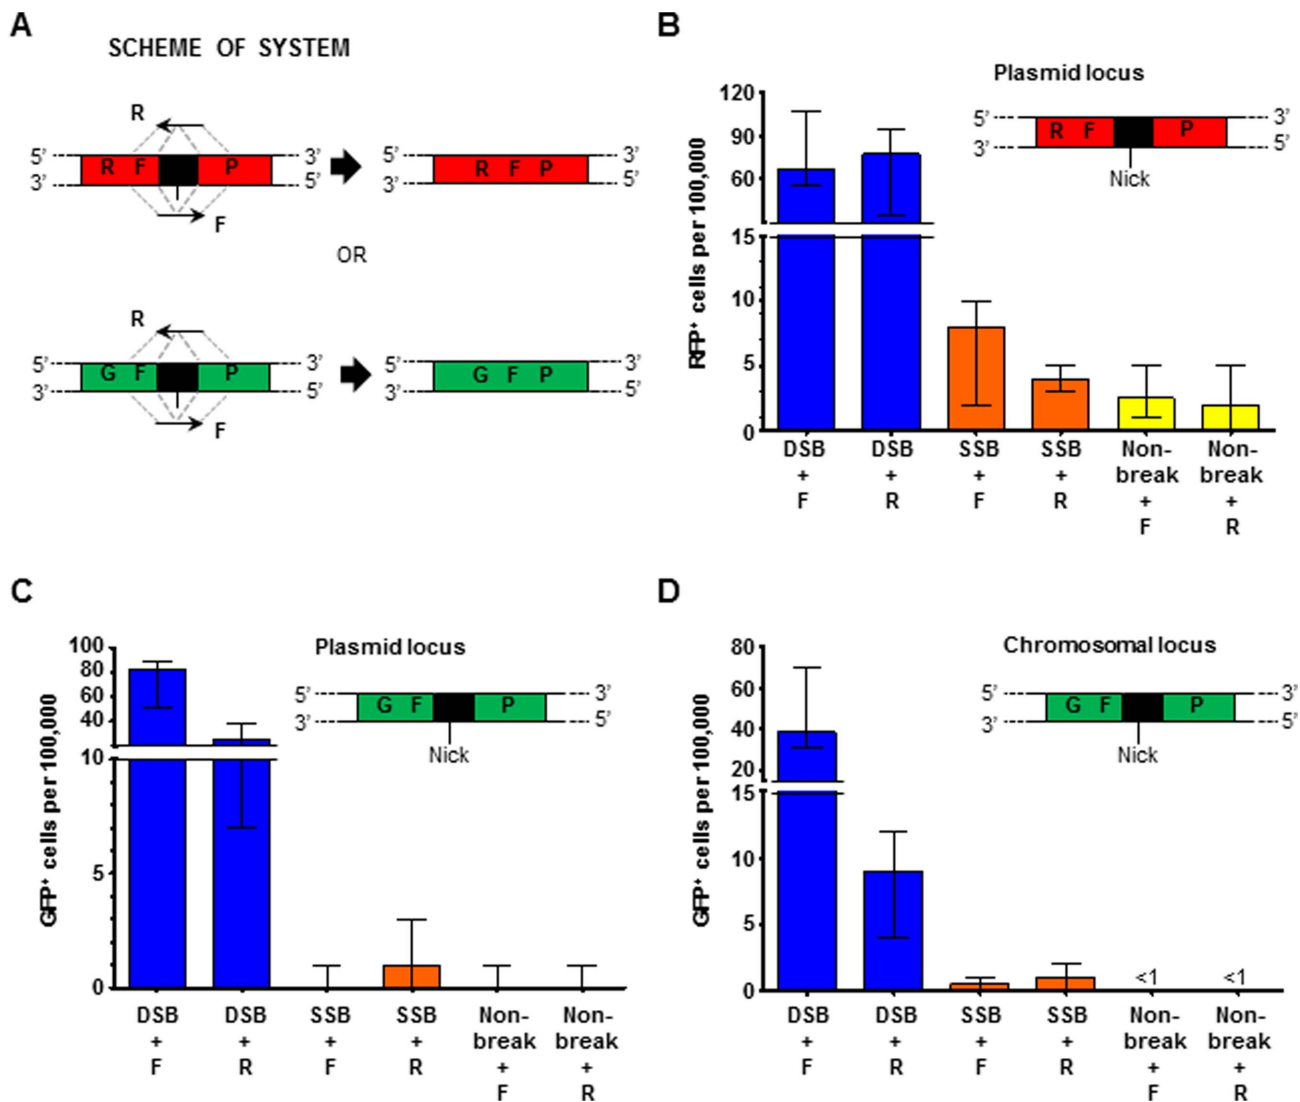 A
SCHEME OF SYSTEM
R
5' R F P 3' R F P 5' 3'
3' 5' 3' 5'
F
OR
R
5' G F P 3' G F P 5' 3'
3' 5' 3' 5'
F
B
Plasmid locus
5' R F P 3'
3' 5'
Nick
RFP+ cells per 100,000
120
90
60
15
10
5
0
DSB DSB SSB SSB Non- Non-
+ + + + break break
F R F R + +
F R
C
Plasmid locus
5' G F P 3'
3' 5'
Nick
GFP+ cells per 100,000
100
80
60
40
10
5
0
DSB DSB SSB SSB Non- Non-
+ + + + break break
F R F R + +
F R
D
Chromosomal locus
5' G F P 3'
3' 5'
Nick
GFP+ cells per 100,000
80
60
40
20
15
10
5
0
<1 <1
DSB DSB SSB SSB Non- Non-
+ + + + break break
F R F R + +
F R